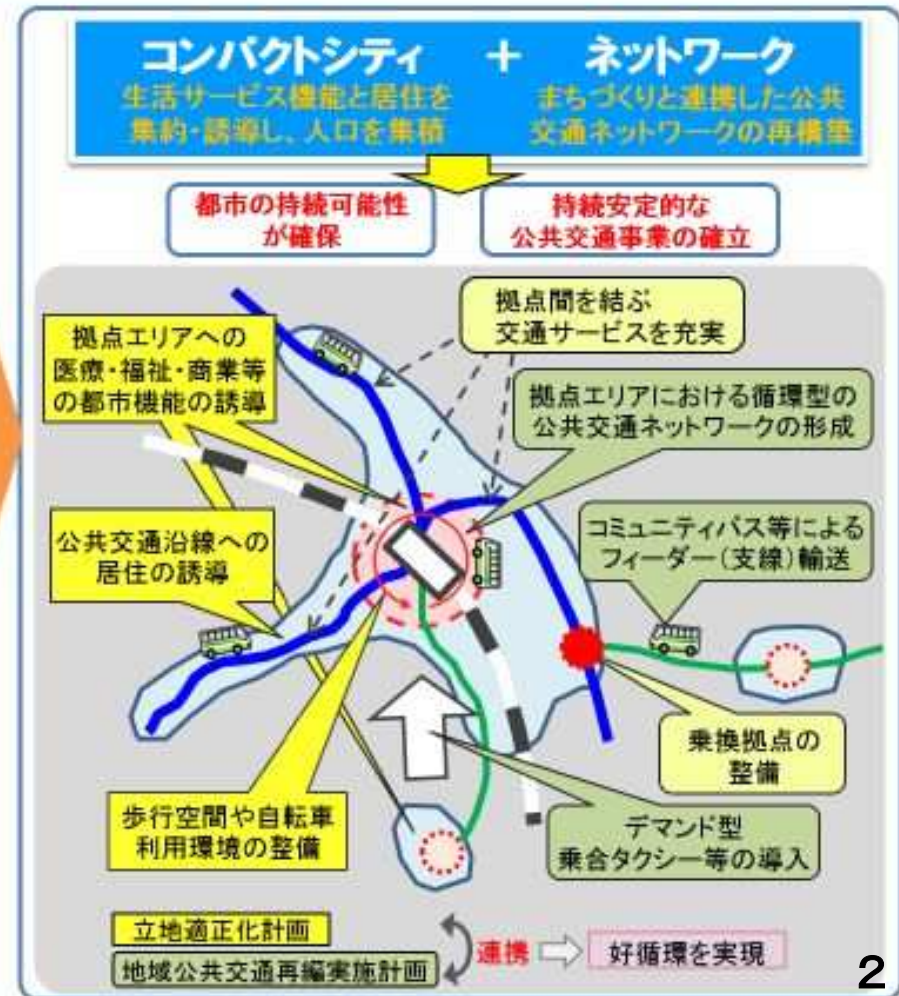 コンパクトシティ + ネットワーク
生活サービス機能と居住を
集約・誘導し、人口を集積
まちづくりと連携した公共
交通ネットワークの再構築
都市の持続可能性
が確保
持続安定的な
公共交通事業の確立
拠点エリアへの
医療・福祉・商業等
の都市機能の誘導
拠点間を結ぶ
交通サービスを充実
拠点エリアにおける循環型の
公共交通ネットワークの形成
公共交通沿線への
居住の誘導
コミュニティバス等による
フィーダー(支線)輸送
乗換拠点の
整備
歩行空間や自転車
利用環境の整備
デマンド型
乗合タクシー等の導入
立地適正化計画
地域公共交通再編実施計画
連携
好循環を実現
2